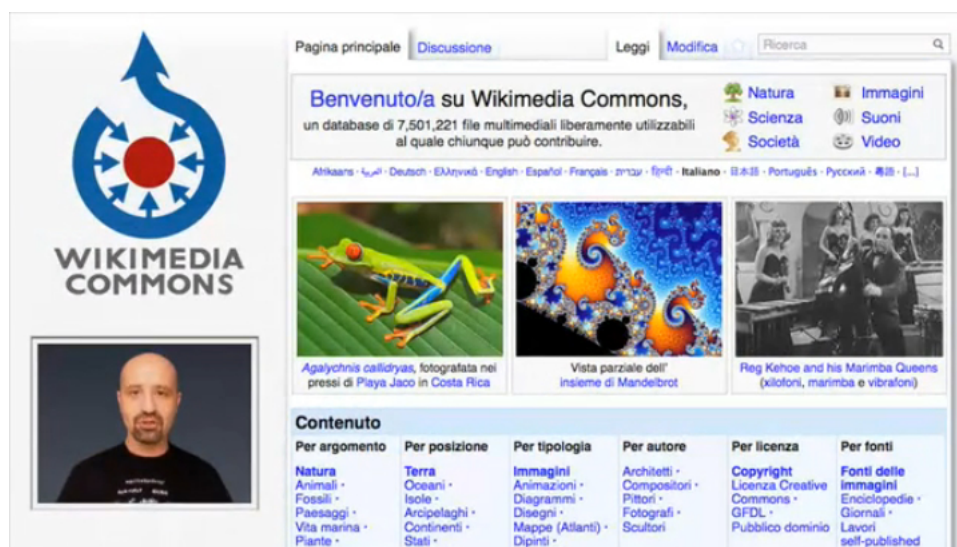 WIKIMEDIA
COMMONS
Pagina principale
Discussione
Leggi
Modifica
Ricerca
Benvenuto/a su Wikimedia Commons,
un database di 7,501,221 file multimediali liberamente utilizzabili
al quale chiunque può contribuire.
Natura
Immagini
Scienza
Suoni
Società
Video
Afrikaans · العربية · Deutsch · Ελληνικά · English · Español · Français · עברית · हिन्दी · Italiano · 日本語 · Português · Русский · 粵語 · [...]
Agalychnis callidryas, fotografata nei
pressi di Playa Jaco in Costa Rica
Vista parziale dell'
insieme di Mandelbrot
Reg Kehoe and his Marimba Queens
(xilofoni, marimba e vibrafoni)
Contenuto
Per argomento
Per posizione
Per tipologia
Per autore
Per licenza
Per fonti
Natura
Animali ·
Fossili ·
Paesaggi ·
Vita marina ·
Piante ·
Terra
Oceani ·
Isole ·
Arcipelaghi ·
Continenti ·
Stati ·
Immagini
Animazioni ·
Diagrammi ·
Disegni ·
Mappe (Atlanti) ·
Dipinti ·
Architetti ·
Compositori ·
Pittori ·
Fotografi ·
Scultori
Copyright
Licenza Creative
Commons ·
GFDL ·
Pubblico dominio
Fonti delle
immagini
Enciclopedie ·
Giornali ·
Lavori
self-published